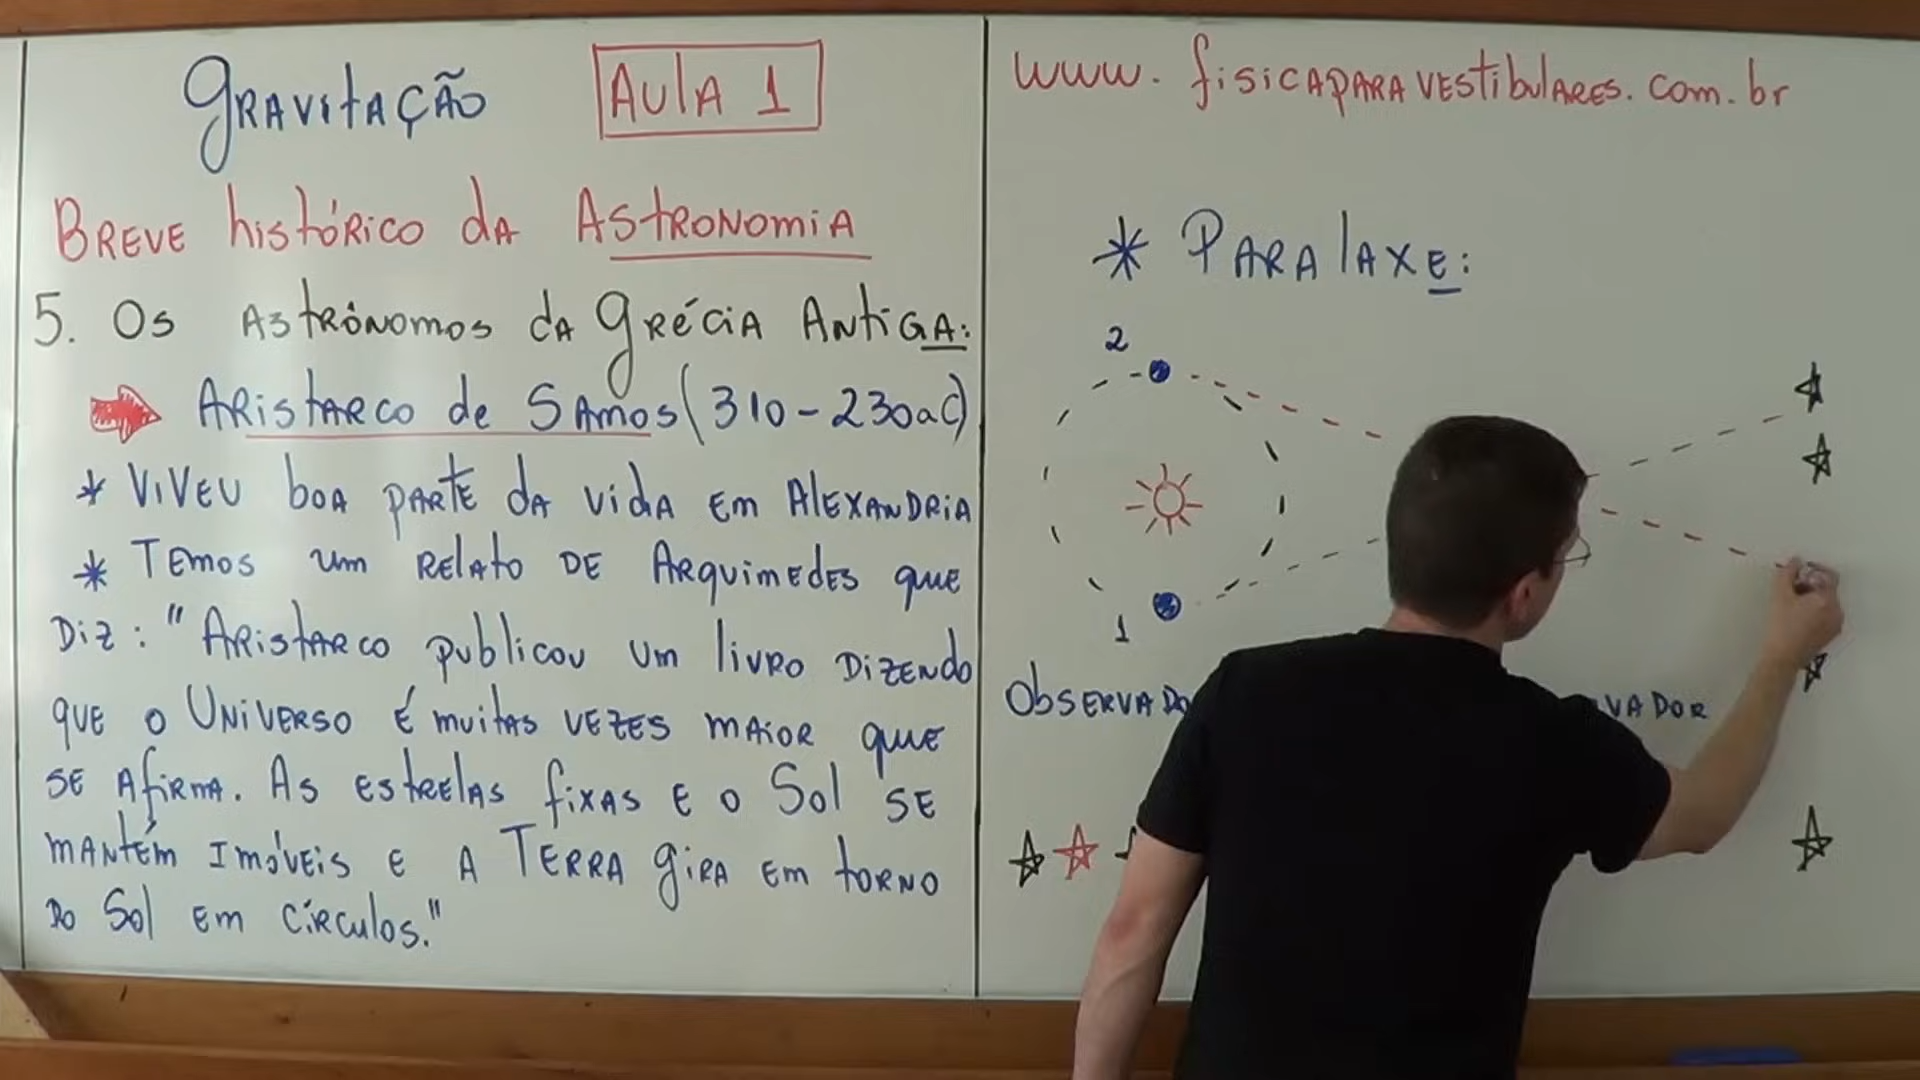 Gravitação Aula 1
Breve histórico da Astronomia
5. Os Astrônomos da Grécia Antiga:
Aristarco de Samos (310-230aC)
* Viveu boa parte da vida em Alexandria
* Temos um relato de Arquimedes que
Diz: "Aristarco publicou um livro dizendo
que o Universo é muitas vezes maior que
se afirma. As estrelas fixas e o Sol se
mantém imóveis e a Terra gira em torno
do Sol em círculos."
www.fisicaparavestibulares.com.br
* Paralaxe:
2
1